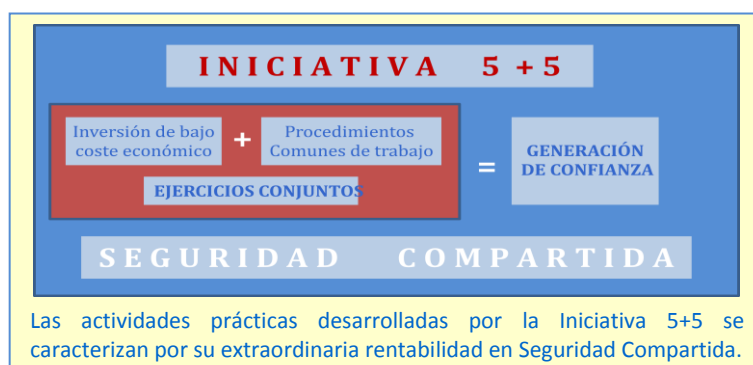 INICIATIVA 5+5
Inversión de bajo
coste económico
+
Procedimientos
Comunes de trabajo
EJERCICIOS CONJUNTOS
=
GENERACIÓN
DE CONFIANZA
SEGURIDAD COMPARTIDA
Las actividades prácticas desarrolladas por la Iniciativa 5+5 se
caracterizan por su extraordinaria rentabilidad en Seguridad Compartida.